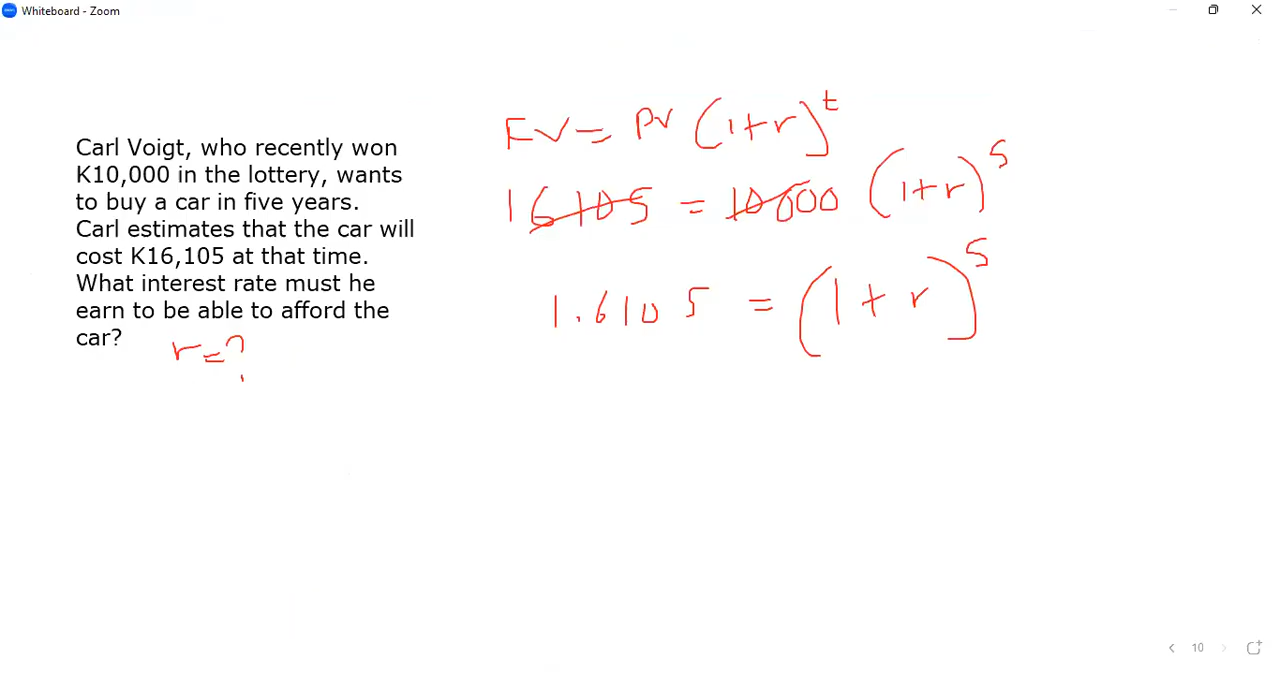 Whiteboard - Zoom
Carl Voigt, who recently won
K10,000 in the lottery, wants
to buy a car in five years.
Carl estimates that the car will
cost K16,105 at that time.
What interest rate must he
earn to be able to afford the
car?
r=?
FV = PV (1+r)^t
16105 = 10000 (1+r)^5
1.6105 = (1+r)^5
10